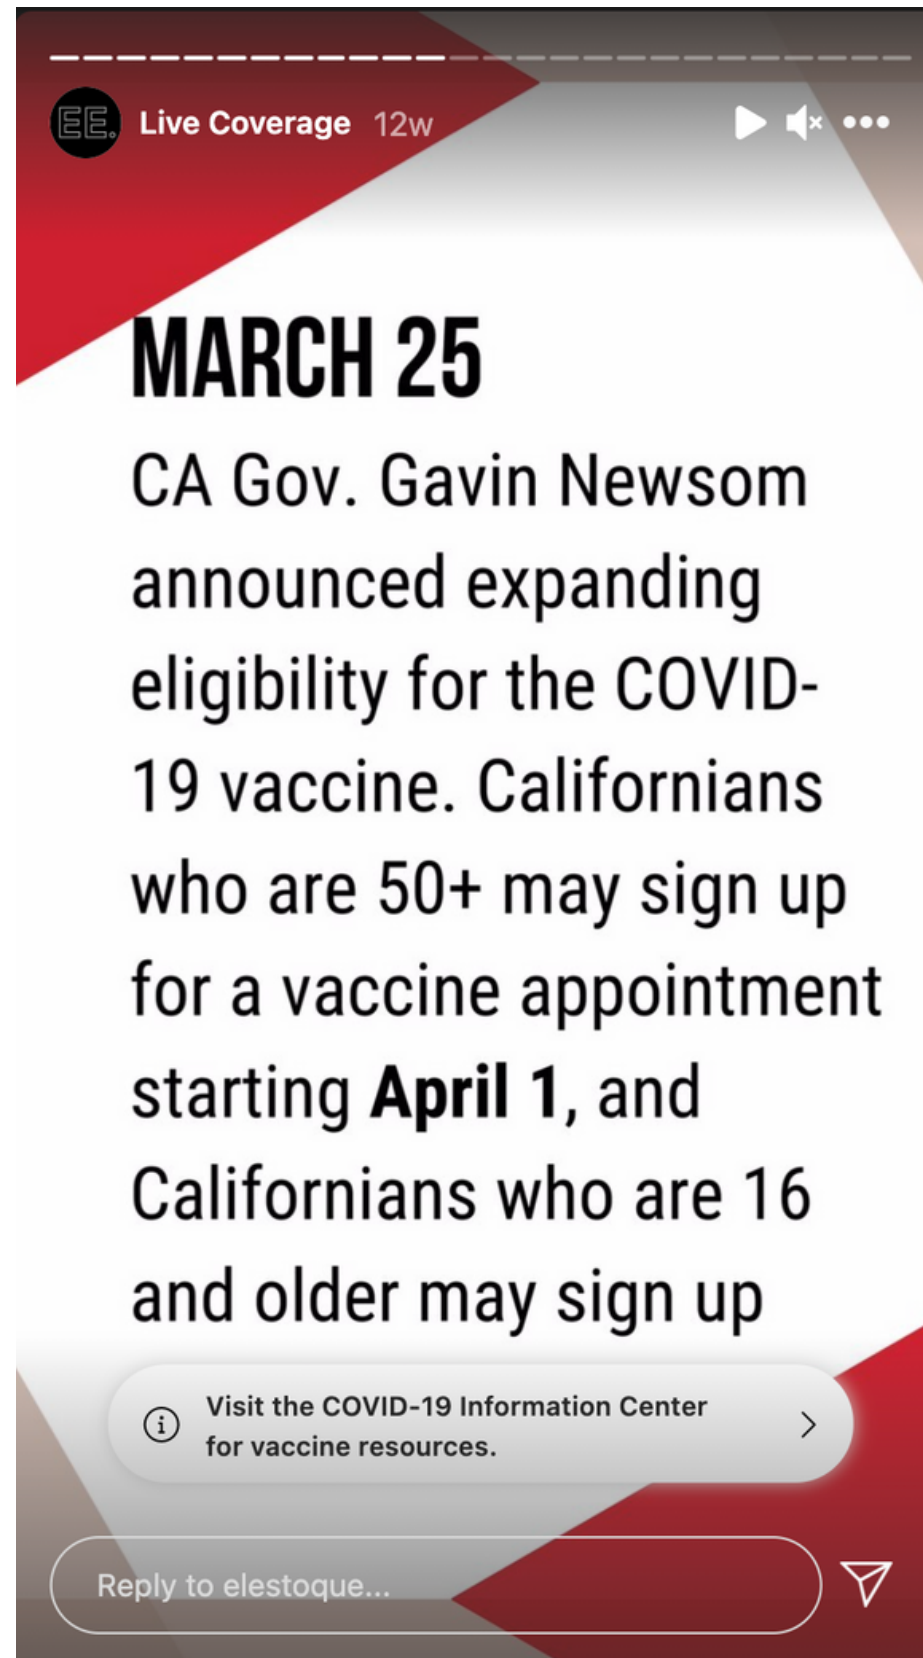 EE.
Live Coverage 12w
MARCH 25
CA Gov. Gavin Newsom
announced expanding
eligibility for the COVID-
19 vaccine. Californians
who are 50+ may sign up
for a vaccine appointment
starting April 1, and
Californians who are 16
and older may sign up
Visit the COVID-19 Information Center
for vaccine resources.
Reply to elestoque...